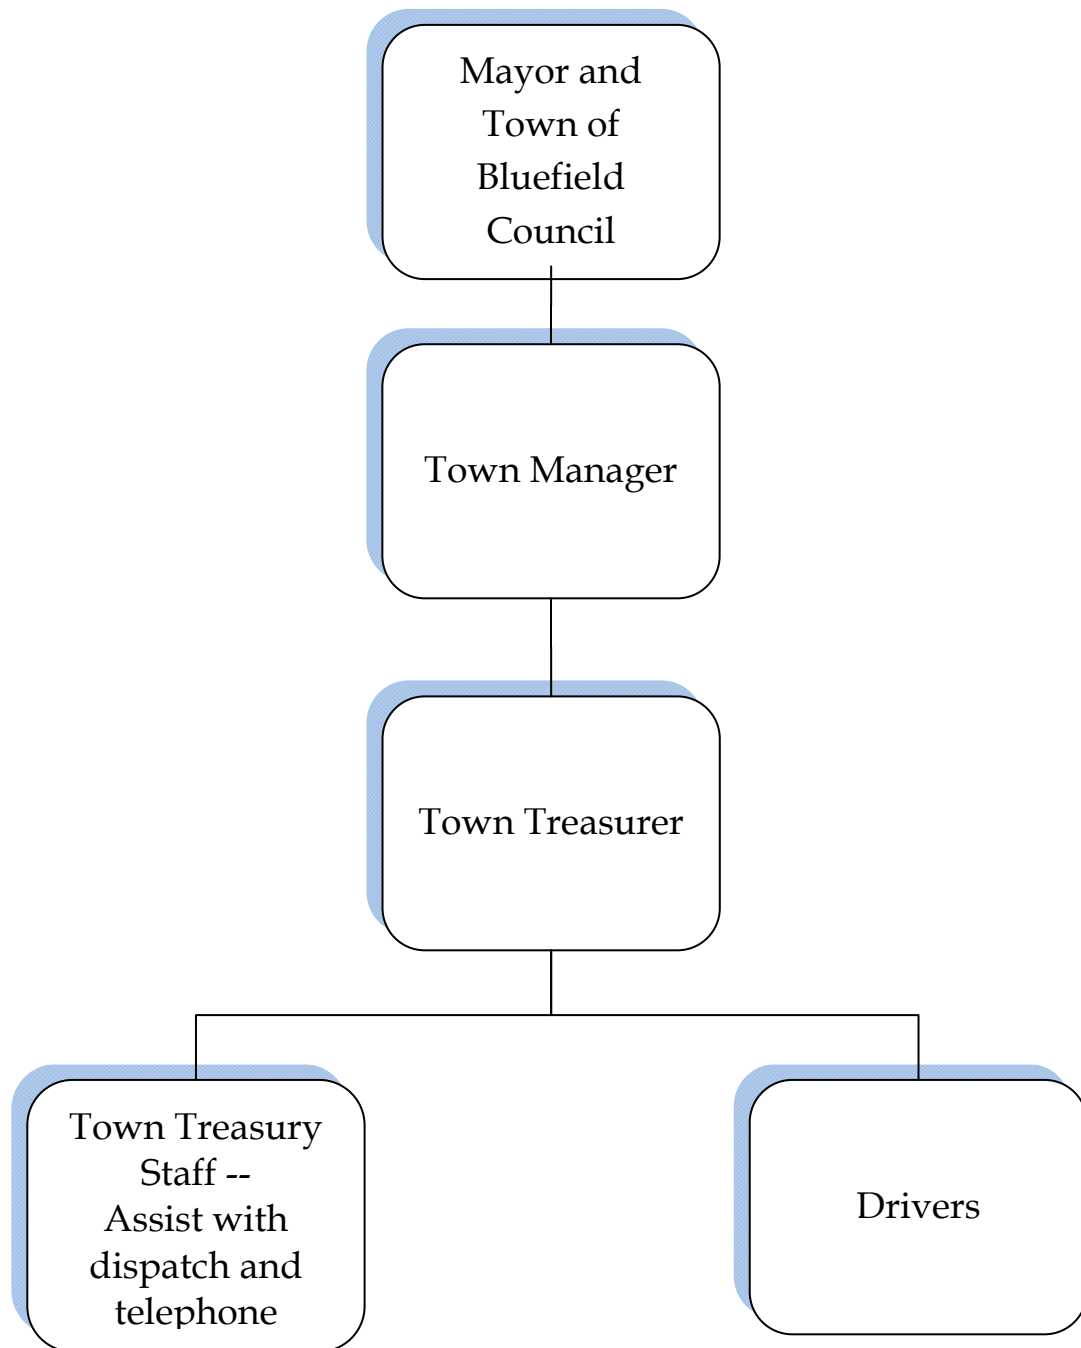 Mayor and
Town of
Bluefield
Council
Town Manager
Town Treasurer
Town Treasury
Staff --
Assist with
dispatch and
telephone
Drivers